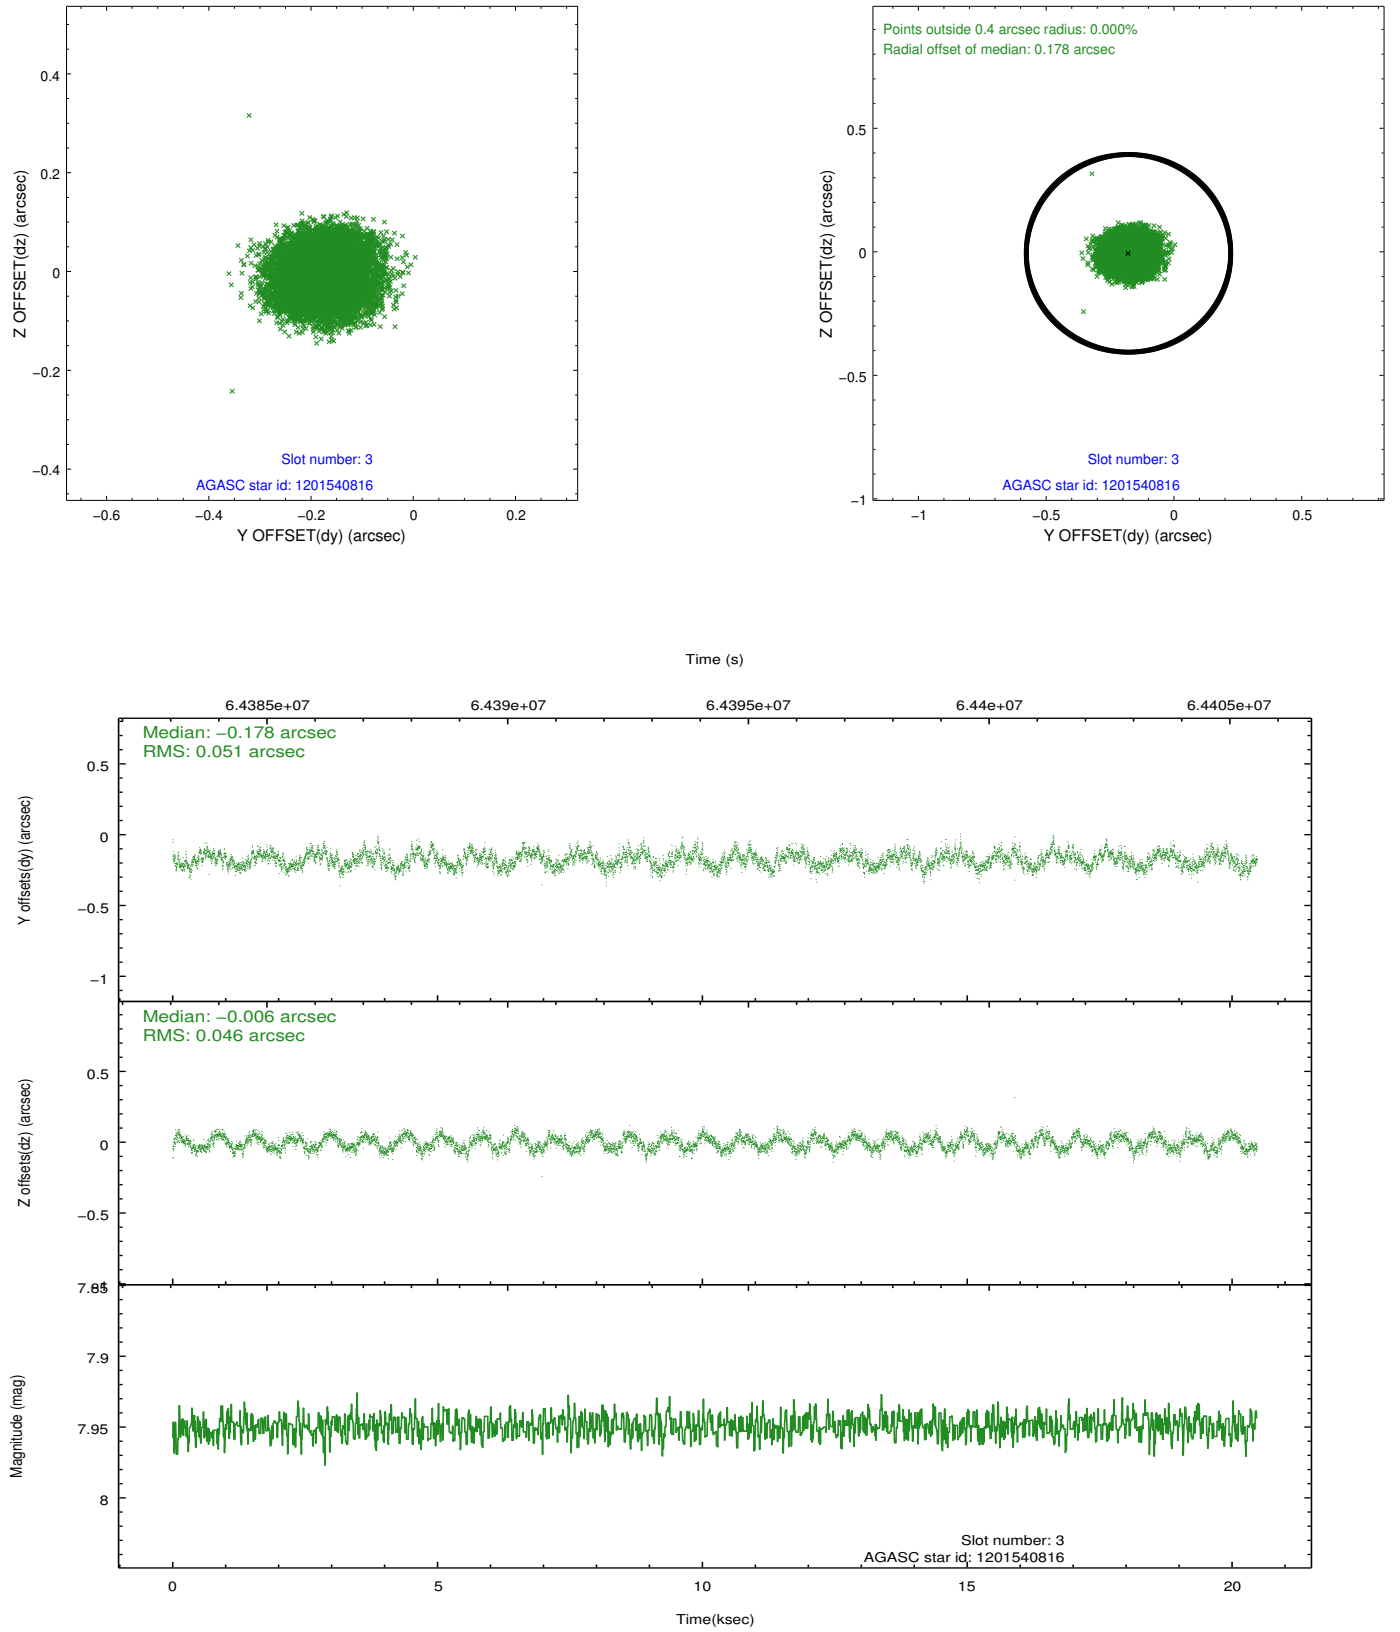 0.4
0.2
0
−0.2
−0.4
Z OFFSET(dz) (arcsec)
Slot number: 3
AGASC star id: 1201540816
−0.6
−0.4
−0.2
0
0.2
Y OFFSET(dy) (arcsec)
Points outside 0.4 arcsec radius: 0.000%
Radial offset of median: 0.178 arcsec
0.5
0
−0.5
−1
Z OFFSET(dz) (arcsec)
Slot number: 3
AGASC star id: 1201540816
−1
−0.5
0
0.5
Y OFFSET(dy) (arcsec)
Time (s)
6.4385e+07
6.439e+07
6.4395e+07
6.44e+07
6.4405e+07
Median: −0.178 arcsec
RMS: 0.051 arcsec
0.5
0
−0.5
−1
Y offsets(dy) (arcsec)
Median: −0.006 arcsec
RMS: 0.046 arcsec
0.5
0
−0.5
Z offsets(dz) (arcsec)
7.85
7.9
7.95
8
Magnitude (mag)
Slot number: 3
AGASC star id: 1201540816
0
5
10
15
20
Time(ksec)